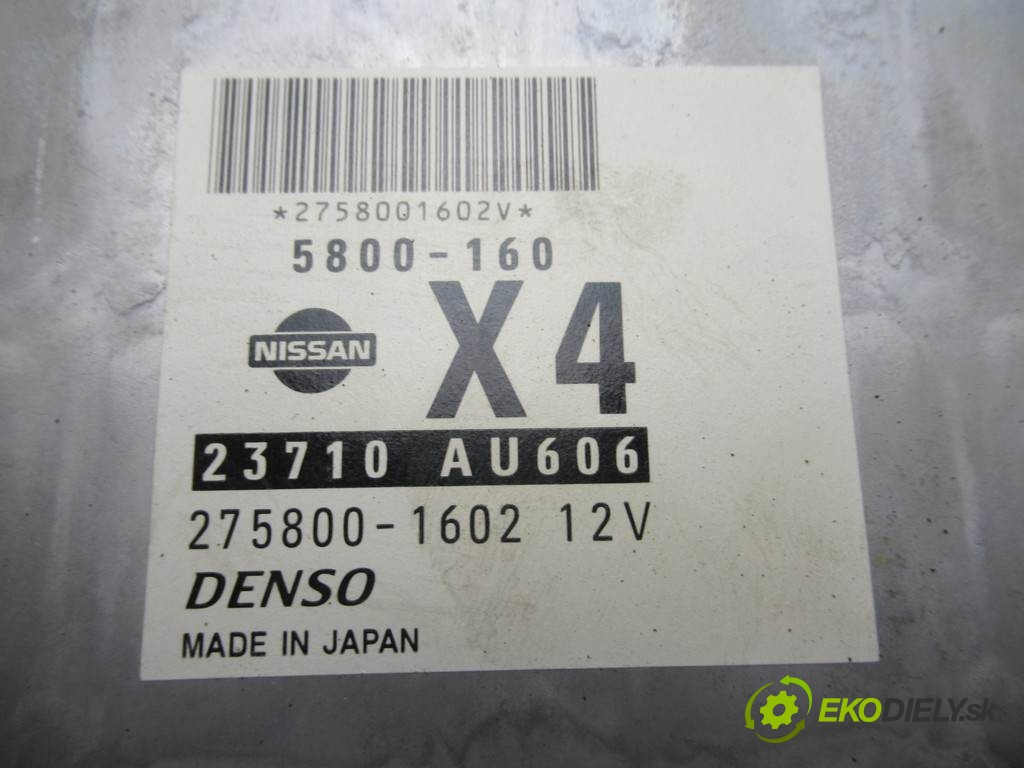 *2758001602V*
5800-160
NISSAN
X4
23710 AU606
275800-1602 12V
DENSO
MADE IN JAPAN
EKODIELY.sk